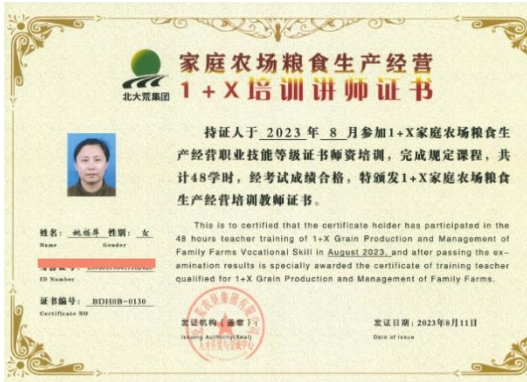 家庭农场粮食生产经营
北大荒集团
1+X培训讲师证书
持证人于 2023 年 8 月参加1+X家庭农场粮食生
产经营职业技能等级证书师资培训，完成规定课程，共
计48学时，经考试成绩合格，特颁发1+X家庭农场粮食
生产经营培训教师证书。
姓名： 姚福萍 性别： 女
Name Gender
This is to certified that the certificate holder has participated in the
48 hours teacher training of 1+X Grain Production and Management of
Family Farms Vocational Skill in August 2023, and after passing the ex-
amination results is specially awarded the certificate of training teacher
qualified for 1+X Grain Production and Management of Family Farms.
ID Number
证书编号： BDH0B-0130
Certificate NO
发证机构（盖章）：
Issuing Authority(Seal)
发证日期：2023年8月11日
Date of Issue